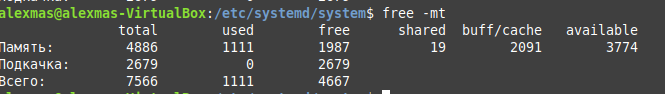 alexmas@alexmas-VirtualBox:/etc/systemd/system$ free -mt
total used free shared buff/cache available
Память: 4886 1111 1987 19 2091 3774
Подкачка: 2679 0 2679
Всего: 7566 1111 4667